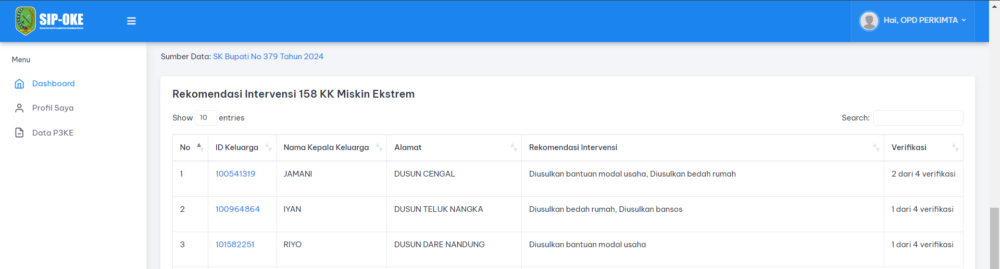 SIP-OKE
Hai, OPD PERKIMTA
Menu
Dashboard
Profil Saya
Data P3KE
Sumber Data: SK Bupati No 379 Tahun 2024
Rekomendasi Intervensi 158 KK Miskin Ekstrem
Show 10 entries
Search:
No ID Keluarga Nama Kepala Keluarga Alamat Rekomendasi Intervensi Verifikasi
1 100541319 JAMANI DUSUN CENGAL Diusulkan bantuan modal usaha, Diusulkan bedah rumah 2 dari 4 verifikasi
2 100964864 IYAN DUSUN TELUK NANGKA Diusulkan bedah rumah, Diusulkan bansos 1 dari 4 verifikasi
3 101582251 RIYO DUSUN DARE NANDUNG Diusulkan bantuan modal usaha 1 dari 4 verifikasi